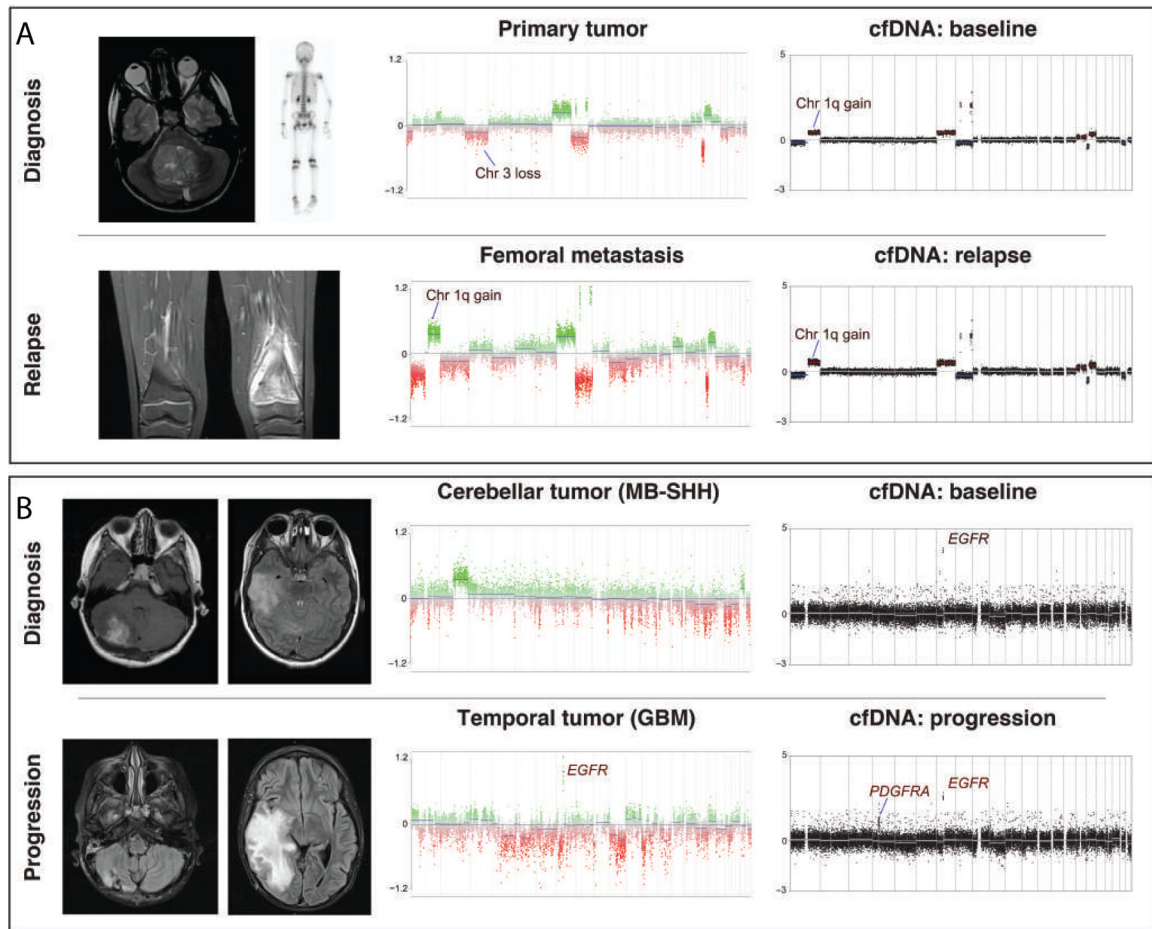 A
Diagnosis
Primary tumor
1.2
0
−1.2
Chr 3 loss
cfDNA: baseline
5
0
−3
Chr 1q gain
Relapse
Femoral metastasis
1.2
0
−1.2
Chr 1q gain
cfDNA: relapse
5
0
−3
Chr 1q gain
B
Diagnosis
Cerebellar tumor (MB-SHH)
1.2
0
−1.2
cfDNA: baseline
5
0
−3
EGFR
Progression
Temporal tumor (GBM)
1.2
0
−1.2
EGFR
cfDNA: progression
5
0
−3
PDGFRA
EGFR